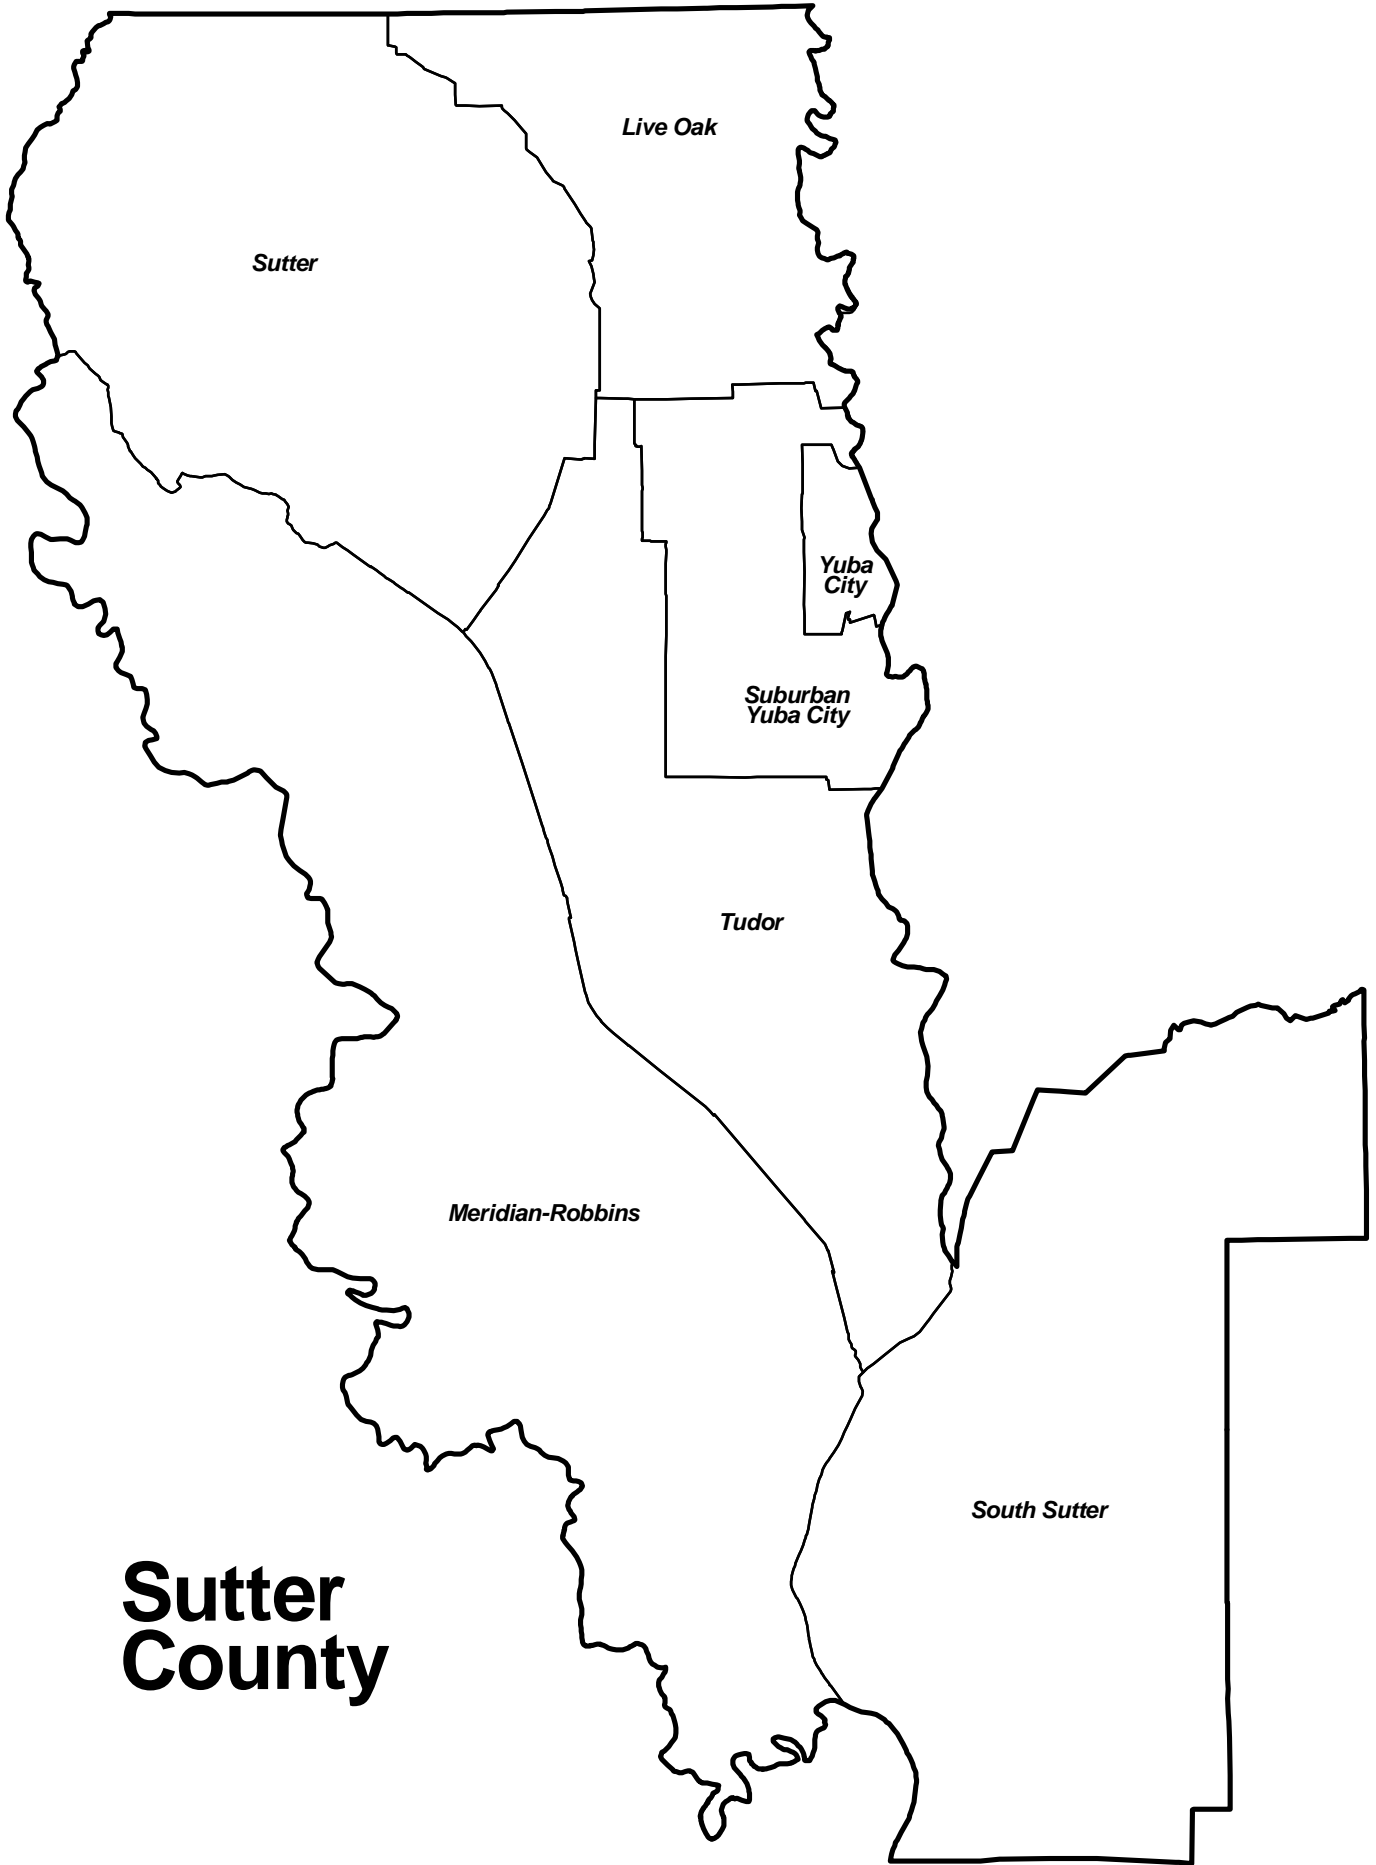 Live Oak
Sutter
Yuba
City
Suburban
Yuba City
Tudor
Meridian-Robbins
South Sutter
Sutter
County